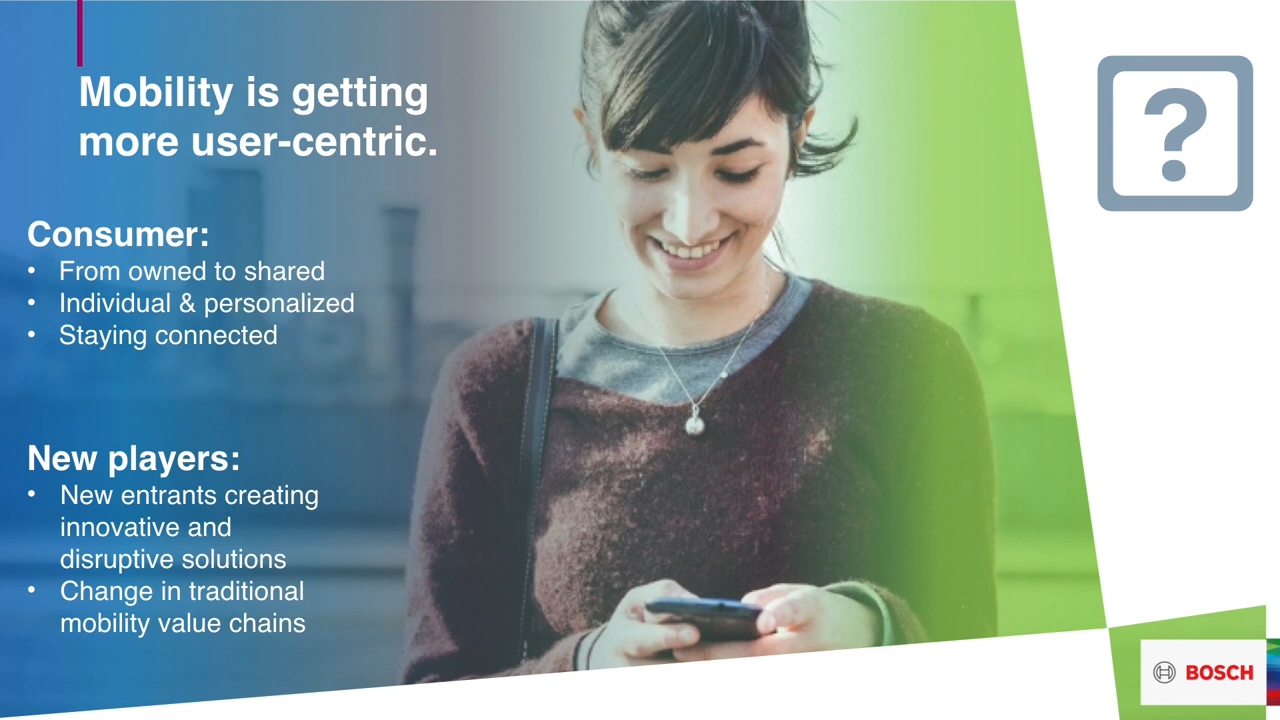 Mobility is getting
more user-centric.
?
Consumer:
• From owned to shared
• Individual & personalized
• Staying connected
New players:
• New entrants creating
innovative and
disruptive solutions
• Change in traditional
mobility value chains
BOSCH